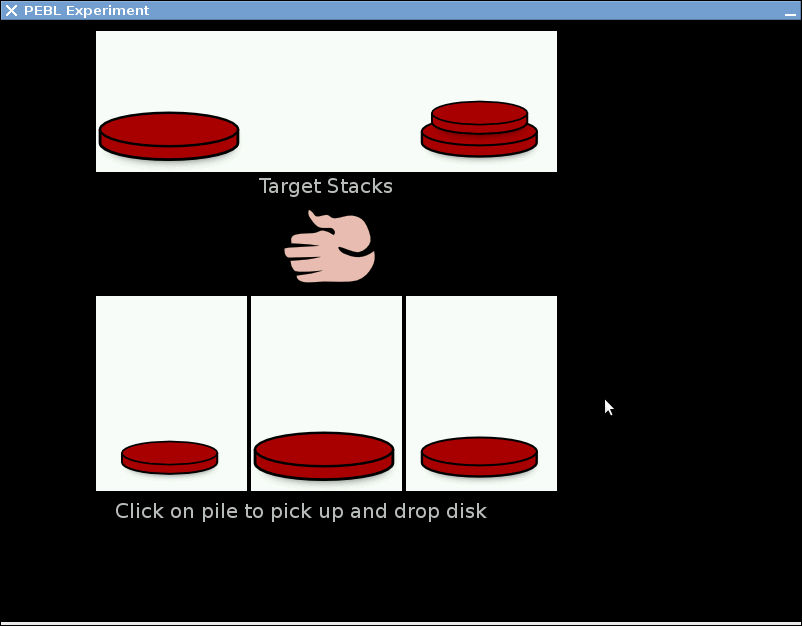 PEBL Experiment
Target Stacks
Click on pile to pick up and drop disk